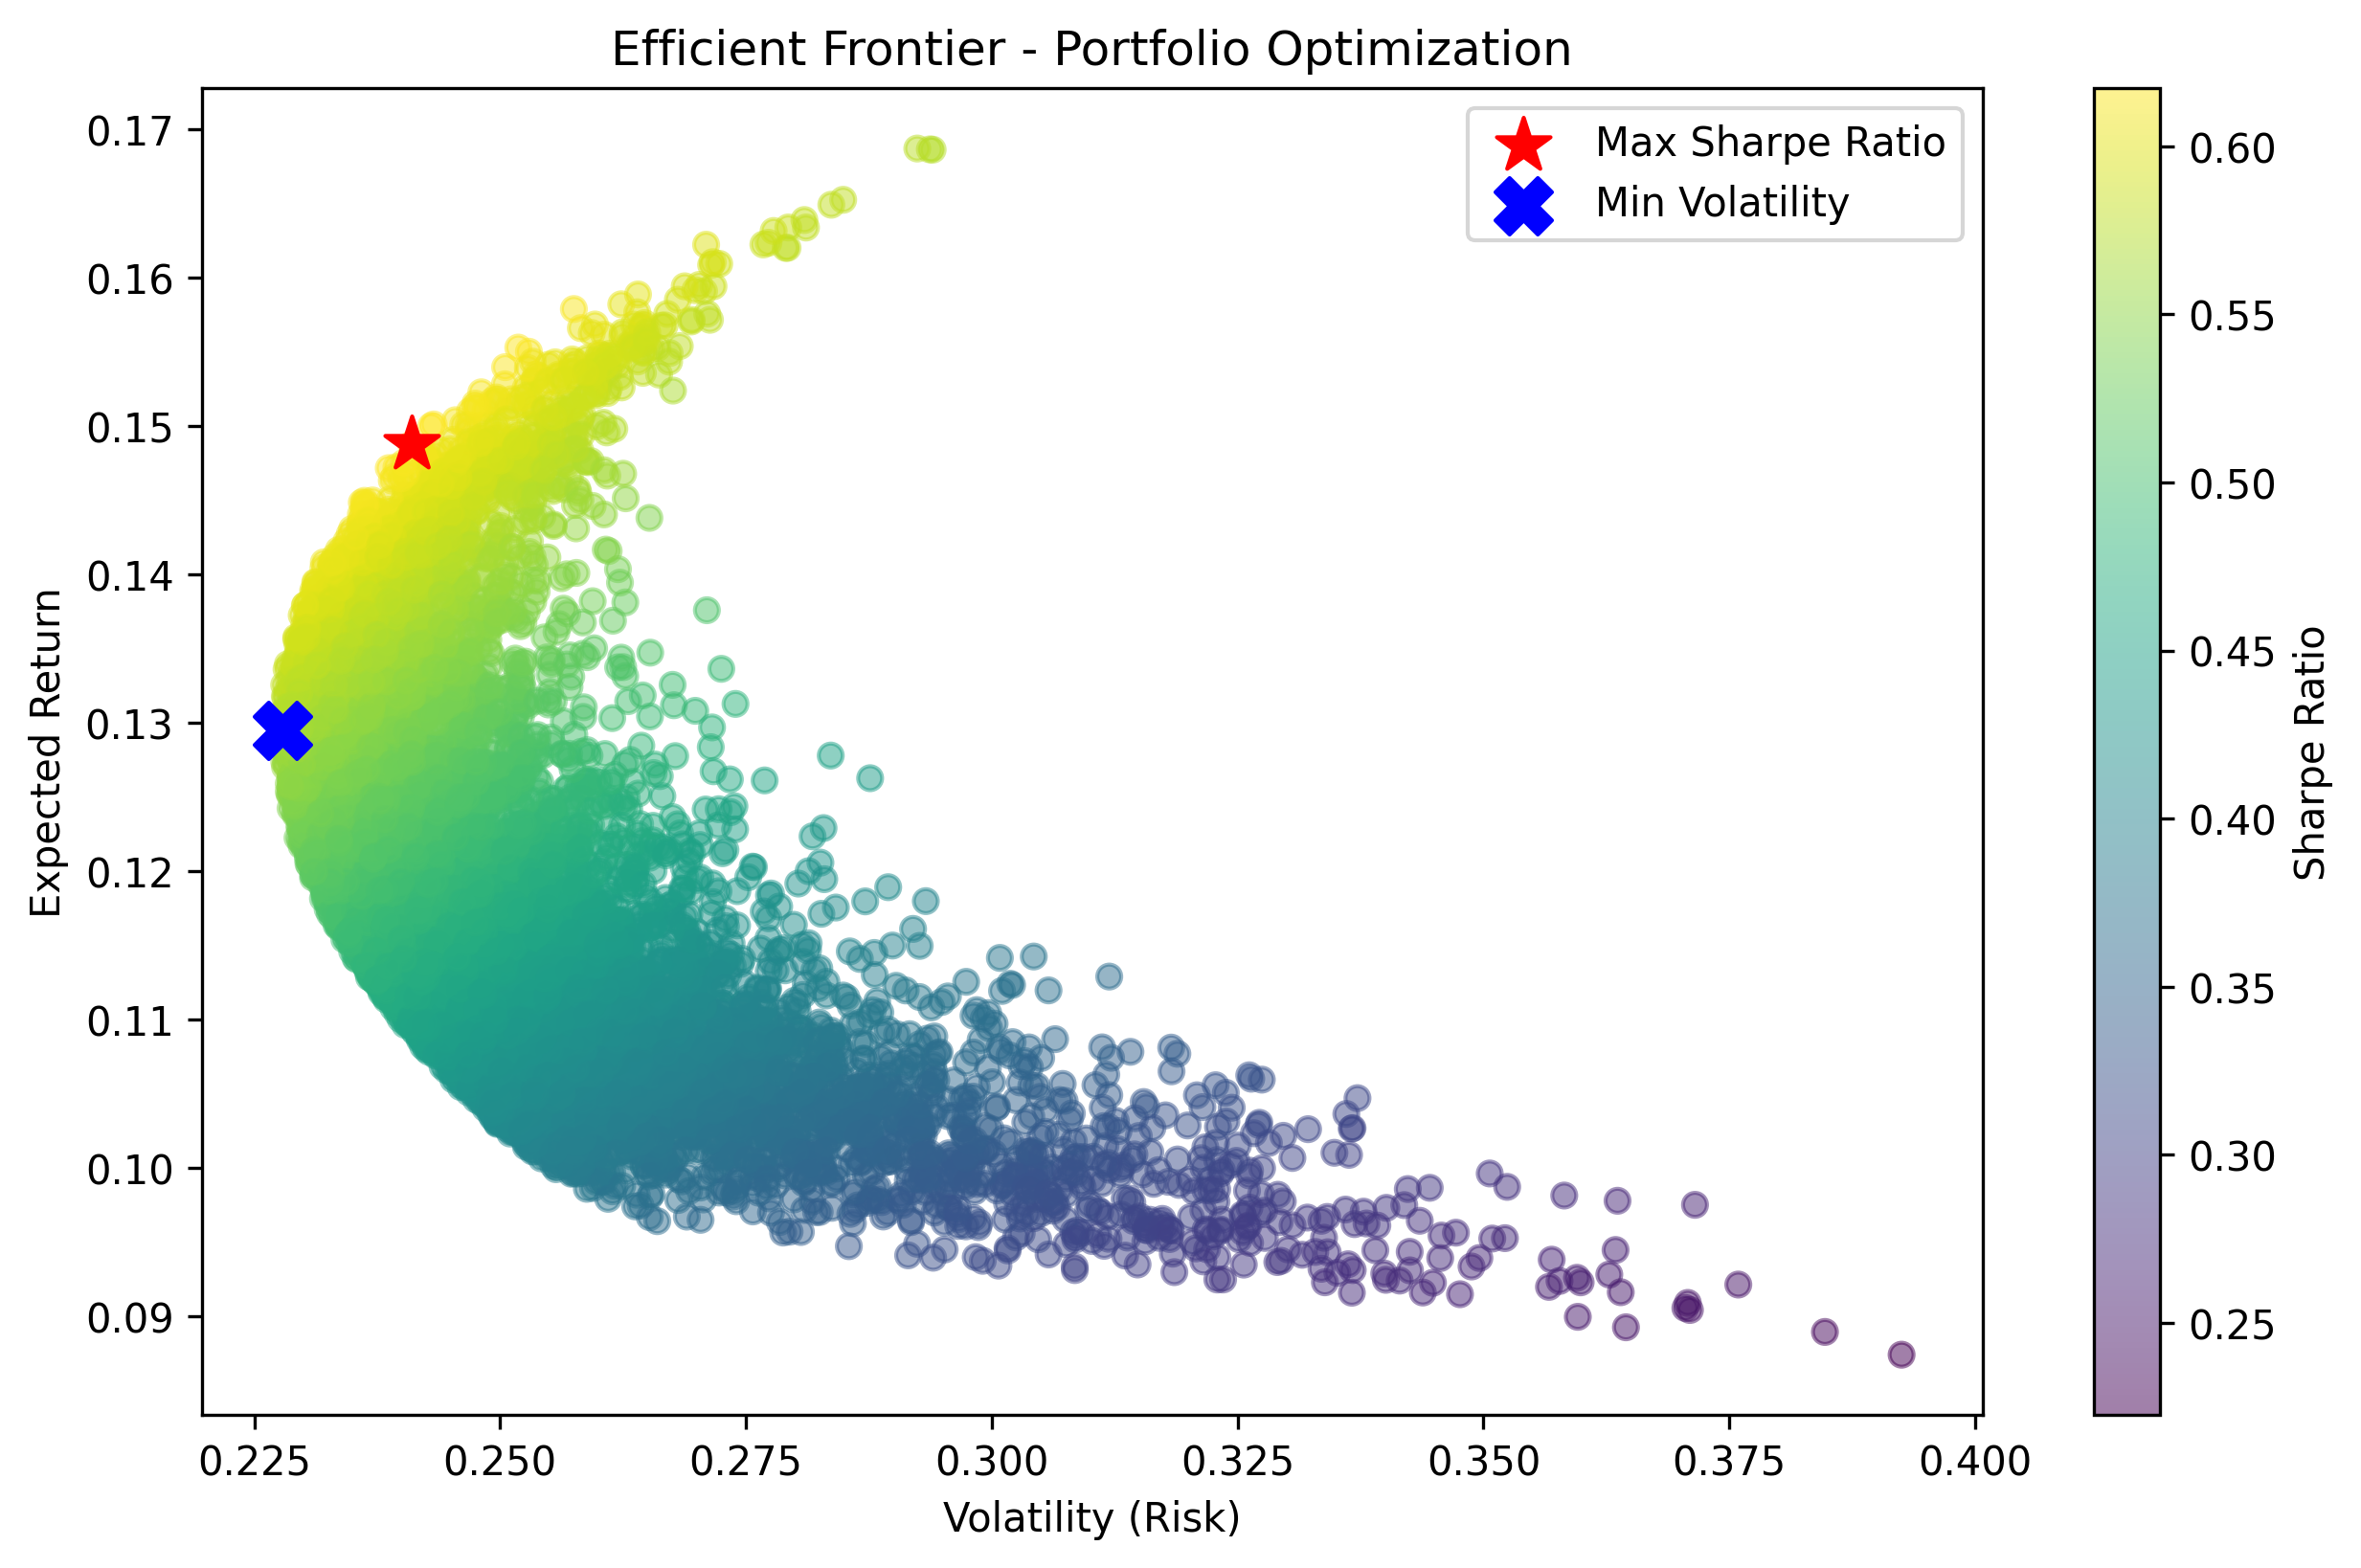 Efficient Frontier - Portfolio Optimization
Max Sharpe Ratio
Min Volatility
Expected Return
0.17
0.16
0.15
0.14
0.13
0.12
0.11
0.10
0.09
0.225 0.250 0.275 0.300 0.325 0.350 0.375 0.400
Volatility (Risk)
0.60
0.55
0.50
0.45
0.40
0.35
0.30
0.25
Sharpe Ratio